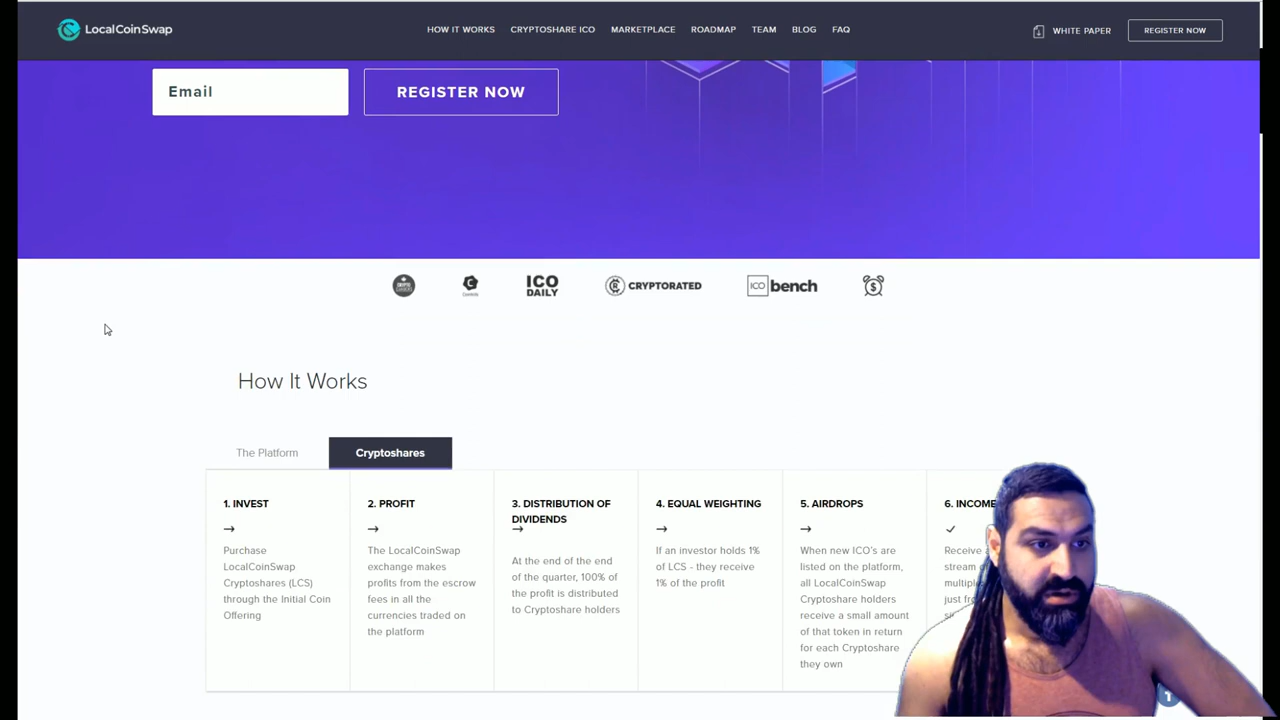 LocalCoinSwap
HOW IT WORKS
CRYPTOSHARE ICO
MARKETPLACE
ROADMAP
TEAM
BLOG
FAQ
WHITE PAPER
REGISTER NOW
Email
REGISTER NOW
ICO
DAILY
CRYPTORATED
ICO bench
How It Works
The Platform
Cryptoshares
1. INVEST
Purchase
LocalCoinSwap
Cryptoshares (LCS)
through the Initial Coin
Offering
2. PROFIT
The LocalCoinSwap
exchange makes
profits from the escrow
fees in all the
currencies traded on
the platform
3. DISTRIBUTION OF
DIVIDENDS
At the end of the end
of the quarter, 100% of
the profit is distributed
to Cryptoshare holders
4. EQUAL WEIGHTING
If an investor holds 1%
of LCS - they receive
1% of the profit
5. AIRDROPS
When new ICO's are
listed on the platform,
all LocalCoinSwap
Cryptoshare holders
receive a small amount
of that token in return
for each Cryptoshare
they own
6. INCOME
Receive
stream